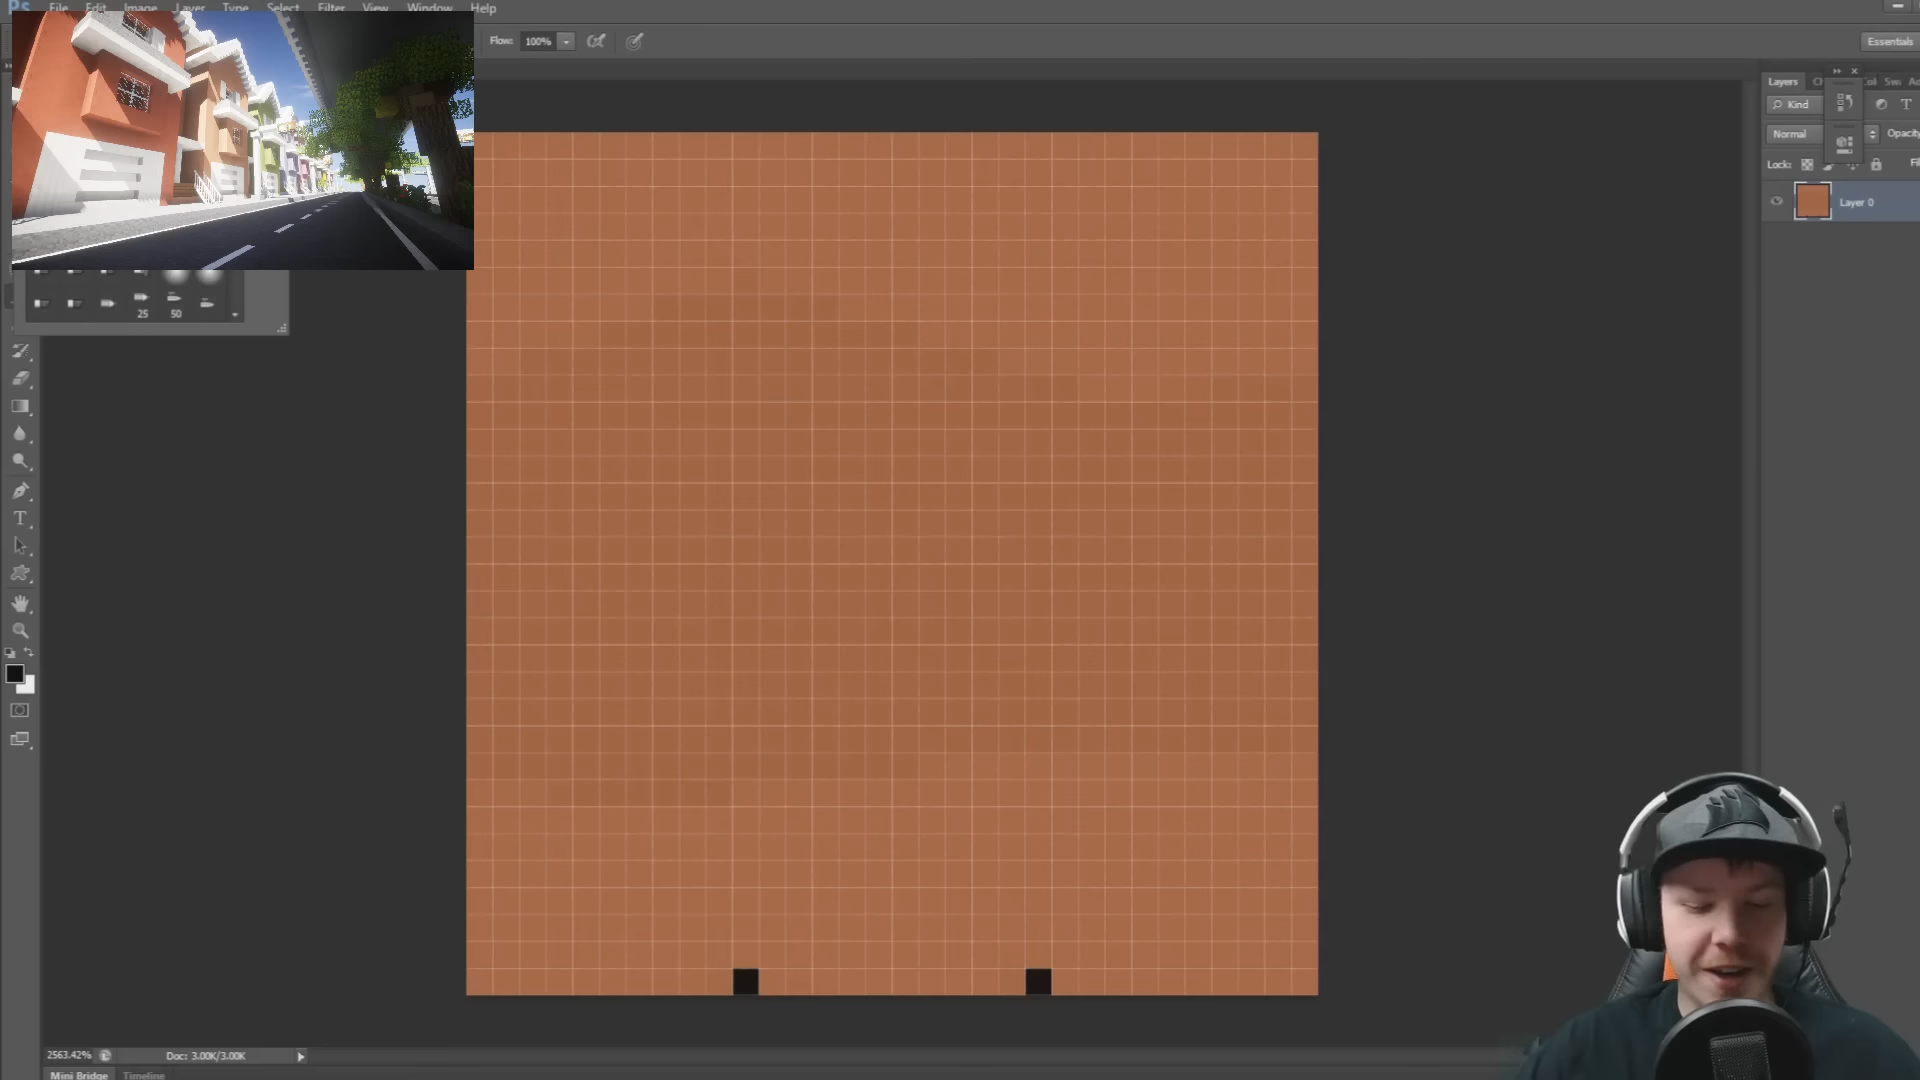 Ps File Edit Image Layer Type Select Filter View Window Help
Flow: 100%
Essentials
Layers
Kind
T
Normal
Opacity
Lock:
Layer 0
25 50
T
2563.42% Doc: 3.00K/3.00K
Mini Bridge Timeline